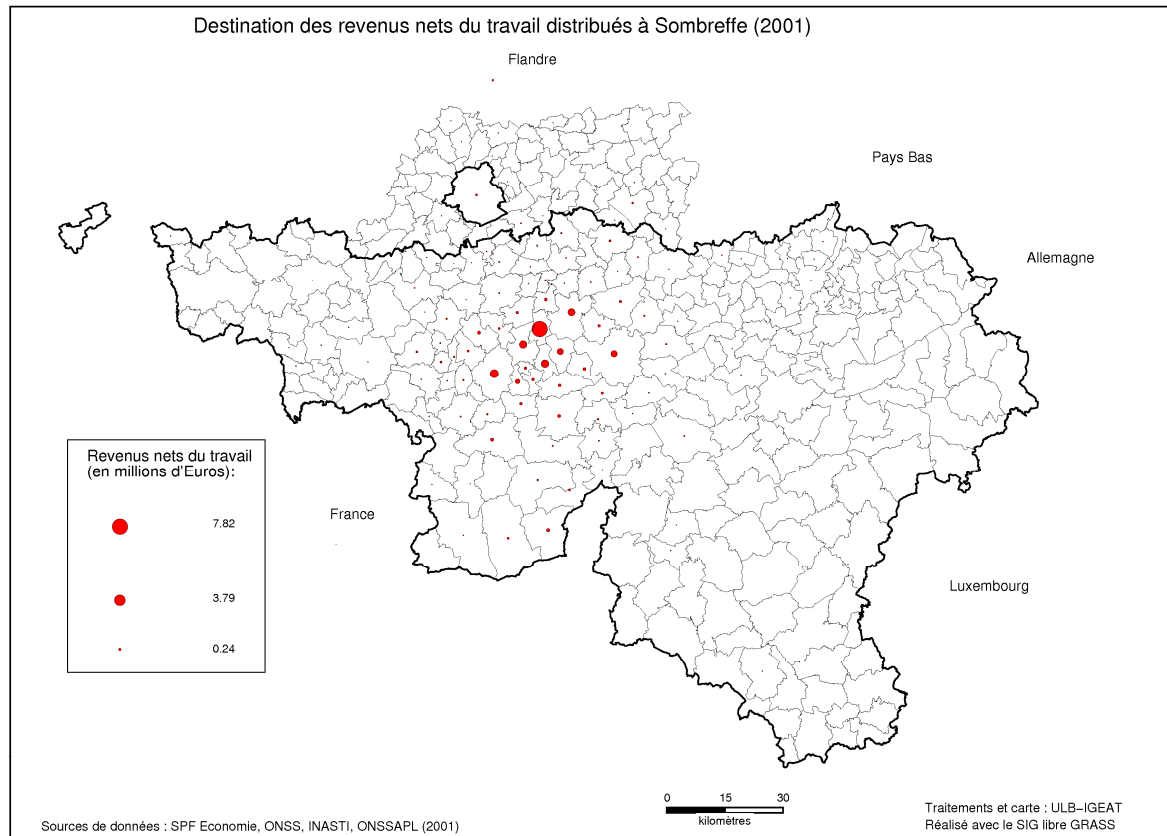 Destination des revenus nets du travail distribués à Sombreffe (2001)
Flandre
Pays Bas
Allemagne
Revenus nets du travail
(en millions d'Euros):
7.82
3.79
0.24
France
Luxembourg
0 15 30
kilomètres
Sources de données : SPF Economie, ONSS, INASTI, ONSSAPL (2001)
Traitements et carte : ULB–IGEAT
Réalisé avec le SIG libre GRASS